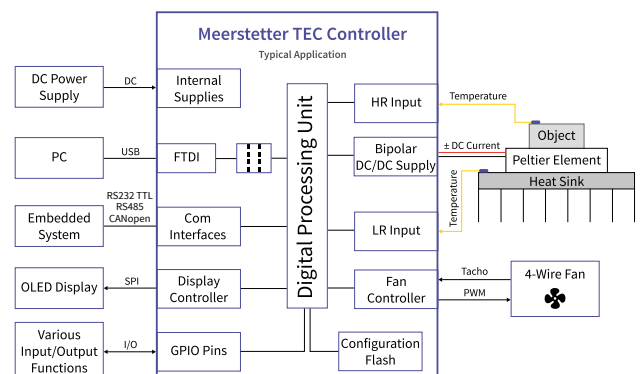 Meerstetter TEC Controller
Typical Application
DC Power
Supply
DC
Internal
Supplies
PC
USB
FTDI
Embedded
System
RS232 TTL
RS485
CANopen
Com
Interfaces
OLED Display
SPI
Display
Controller
Various
Input/Output
Functions
I/O
GPIO Pins
Digital Processing Unit
HR Input
Bipolar
DC/DC Supply
LR Input
Fan
Controller
Configuration
Flash
Temperature
± DC Current
Temperature
Object
Peltier Element
Heat Sink
Tacho
PWM
4-Wire Fan